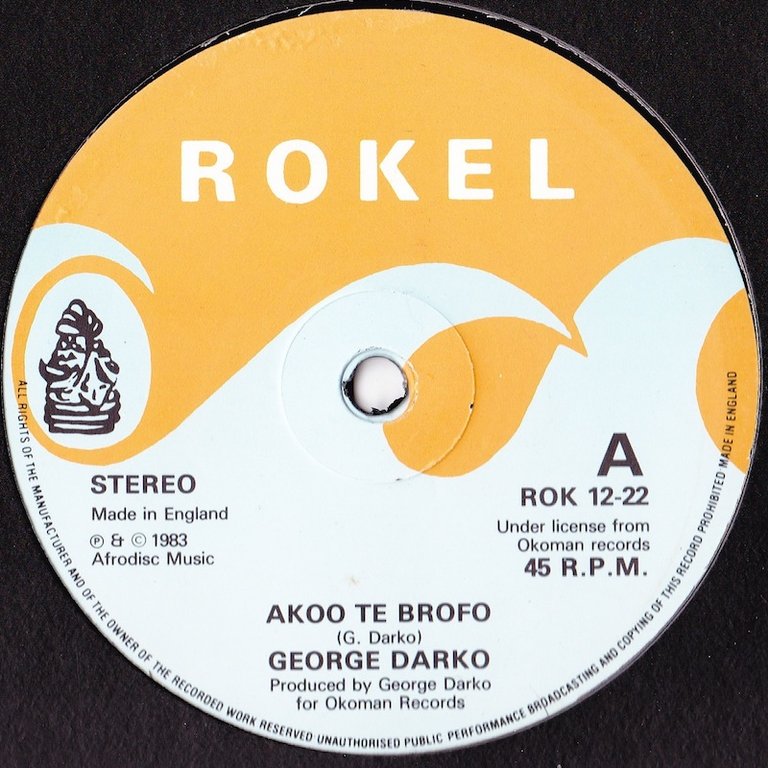 ROKEL
STEREO
Made in England
℗ & © 1983
Afrodisc Music
A
ROK 12-22
Under license from
Okoman records
45 R.P.M.
AKOO TE BROFO
(G. Darko)
GEORGE DARKO
Produced by George Darko
for Okoman Records
ALL RIGHTS OF THE MANUFACTURER AND OF THE OWNER OF THE RECORDED WORK RESERVED UNAUTHORISED PUBLIC PERFORMANCE BROADCASTING AND COPYING OF THIS RECORD PROHIBITED MADE IN ENGLAND